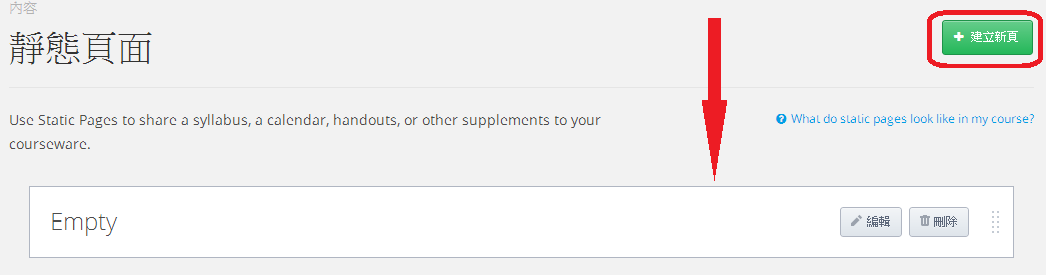 內容
靜態頁面
建立新頁
Use Static Pages to share a syllabus, a calendar, handouts, or other supplements to your
courseware.
What do static pages look like in my course?
Empty
編輯
刪除